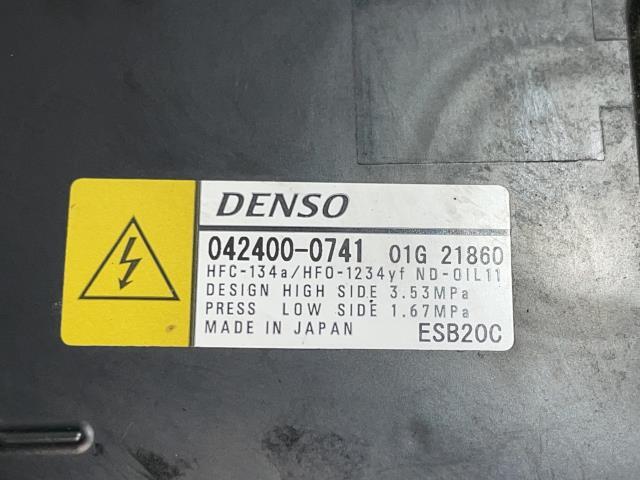 DENSO
042400-0741 01G 21860
HFC-134a/HFO-1234yf ND-OIL11
DESIGN HIGH SIDE 3.53MPa
PRESS LOW SIDE 1.67MPa
MADE IN JAPAN ESB20C